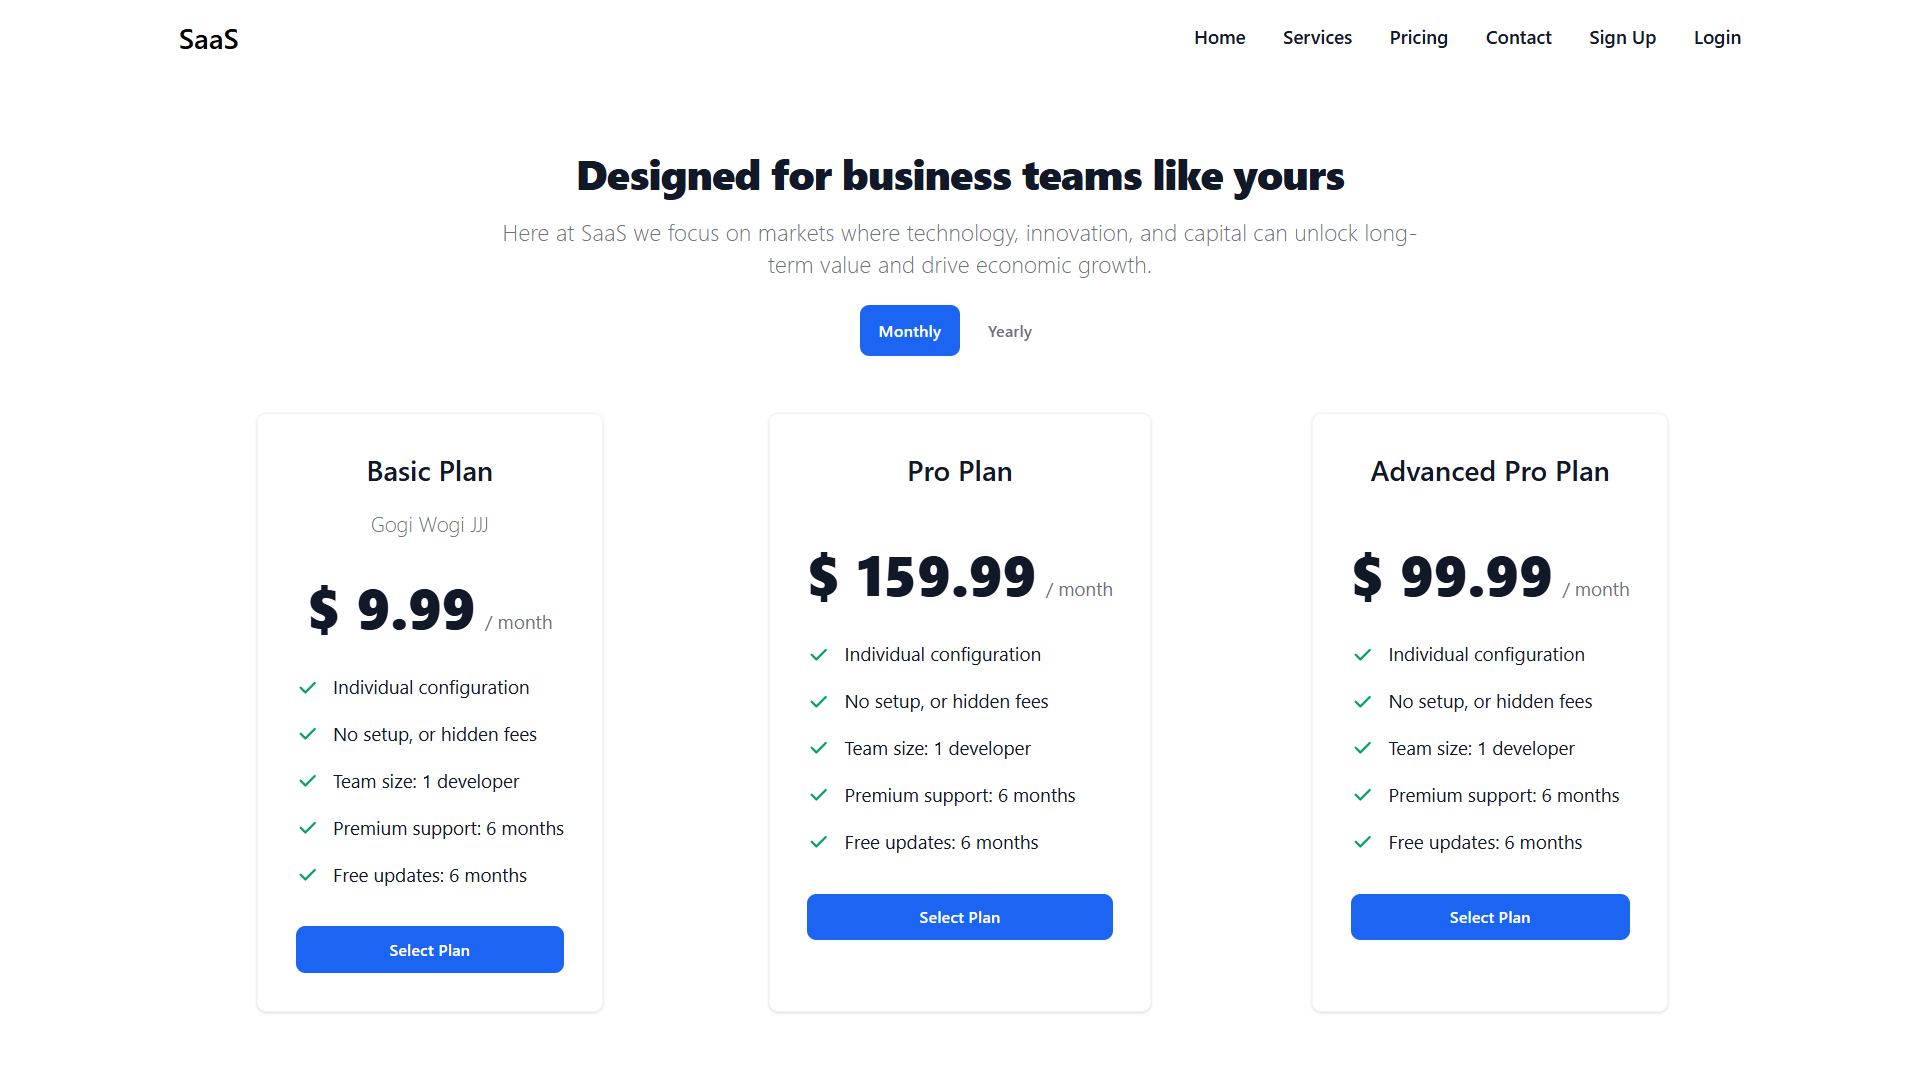 SaaS
Home Services Pricing Contact Sign Up Login
Designed for business teams like yours
Here at SaaS we focus on markets where technology, innovation, and capital can unlock long-
term value and drive economic growth.
Monthly Yearly
Basic Plan
Gogi Wogi JJJ
$ 9.99 / month
Individual configuration
No setup, or hidden fees
Team size: 1 developer
Premium support: 6 months
Free updates: 6 months
Select Plan
Pro Plan
$ 159.99 / month
Individual configuration
No setup, or hidden fees
Team size: 1 developer
Premium support: 6 months
Free updates: 6 months
Select Plan
Advanced Pro Plan
$ 99.99 / month
Individual configuration
No setup, or hidden fees
Team size: 1 developer
Premium support: 6 months
Free updates: 6 months
Select Plan